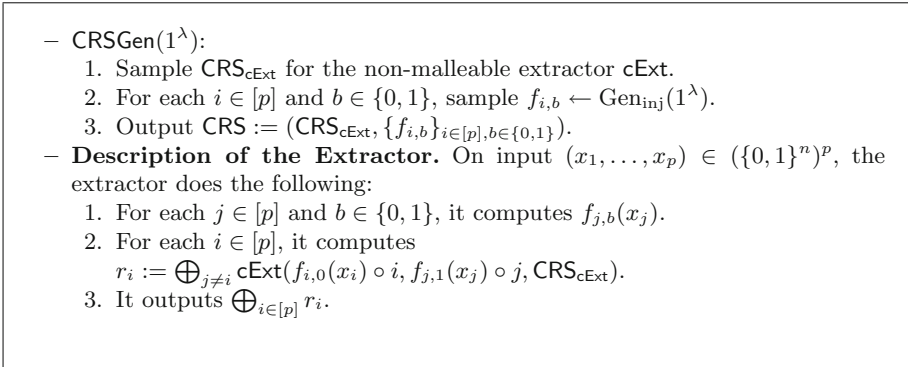 – CRSGen(1^λ):
1. Sample CRS_cExt for the non-malleable extractor cExt.
2. For each i ∈ [p] and b ∈ {0, 1}, sample f_{i,b} ← Gen_inj(1^λ).
3. Output CRS := (CRS_cExt, {f_{i,b}}_{i∈[p],b∈{0,1}}).
– Description of the Extractor. On input (x_1, . . . , x_p) ∈ ({0, 1}^n)^p, the
extractor does the following:
1. For each j ∈ [p] and b ∈ {0, 1}, it computes f_{j,b}(x_j).
2. For each i ∈ [p], it computes
r_i := ⊕_{j≠i} cExt(f_{i,0}(x_i) ∘ i, f_{j,1}(x_j) ∘ j, CRS_cExt).
3. It outputs ⊕_{i∈[p]} r_i.